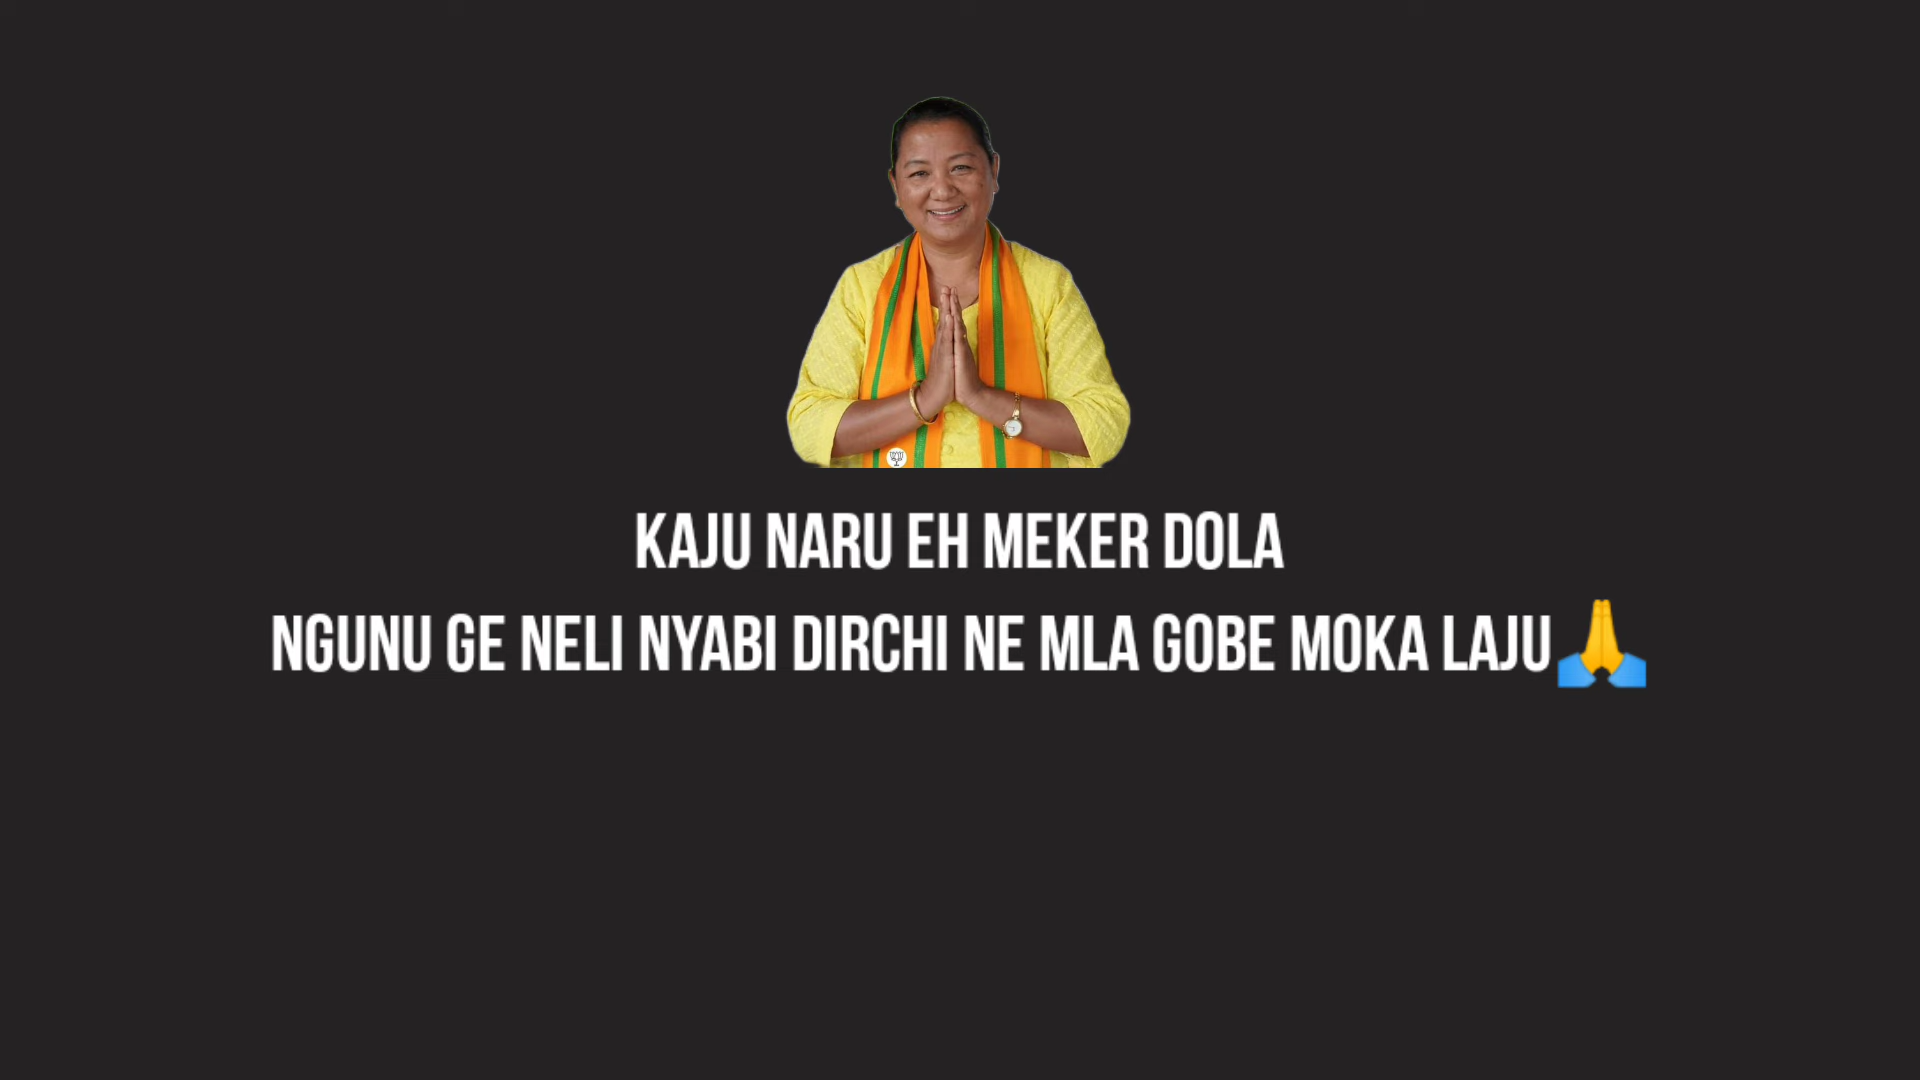 KAJU NARU EH MEKER DOLA
NGUNU GE NELI NYABI DIRCHI NE MLA GOBE MOKA LAJU🙏